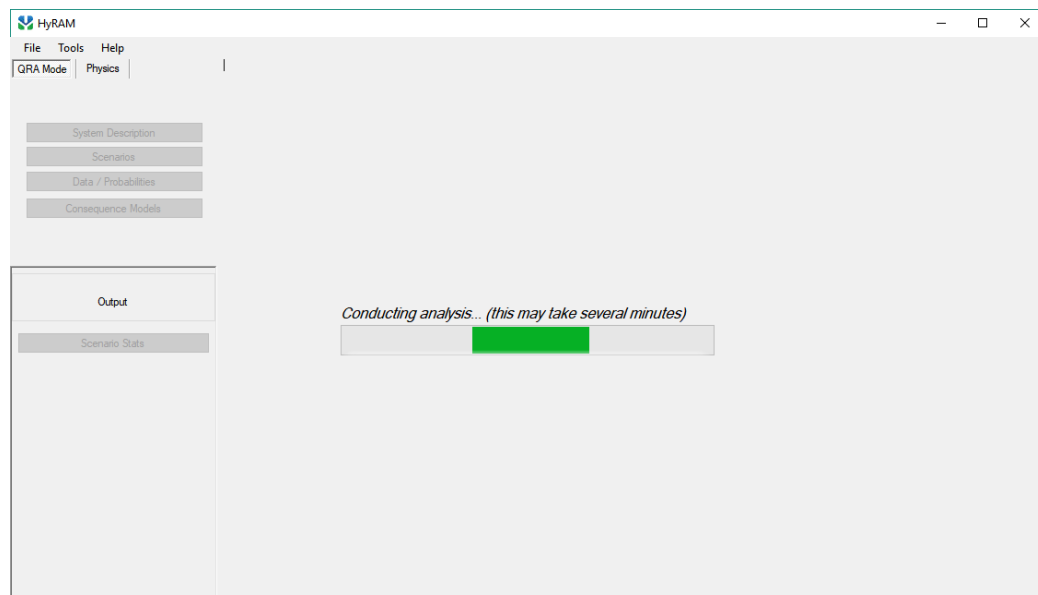 HyRAM
File Tools Help
QRA Mode Physics
System Description
Scenarios
Data / Probabilities
Consequence Models
Output
Conducting analysis... (this may take several minutes)
Scenario Stats